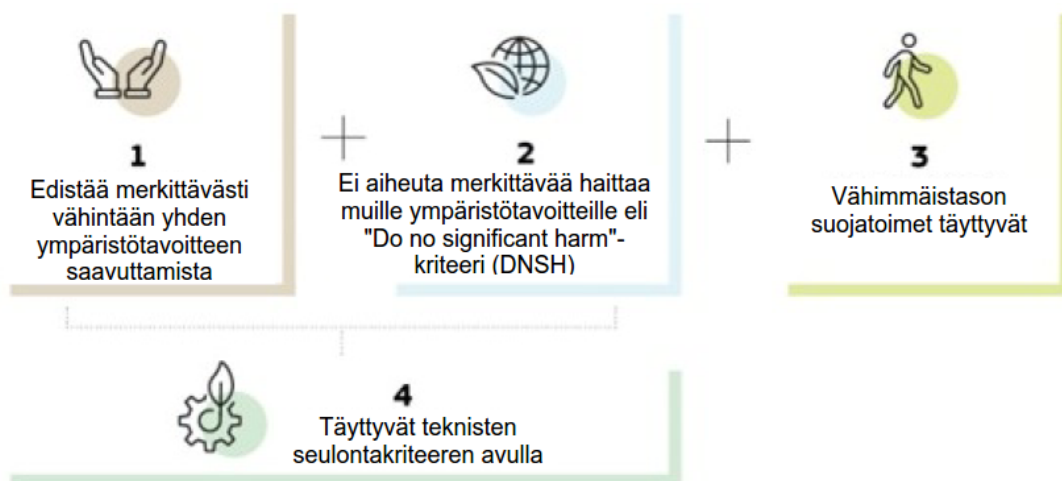 1
Edistää merkittävästi
vähintään yhden
ympäristötavoitteen
saavuttamista
2
Ei aiheuta merkittävää haittaa
muille ympäristötavoitteille eli
"Do no significant harm"-
kriteeri (DNSH)
3
Vähimmäistason
suojatoimet täyttyvät
4
Täyttyvät teknisten
seulontakriteeren avulla